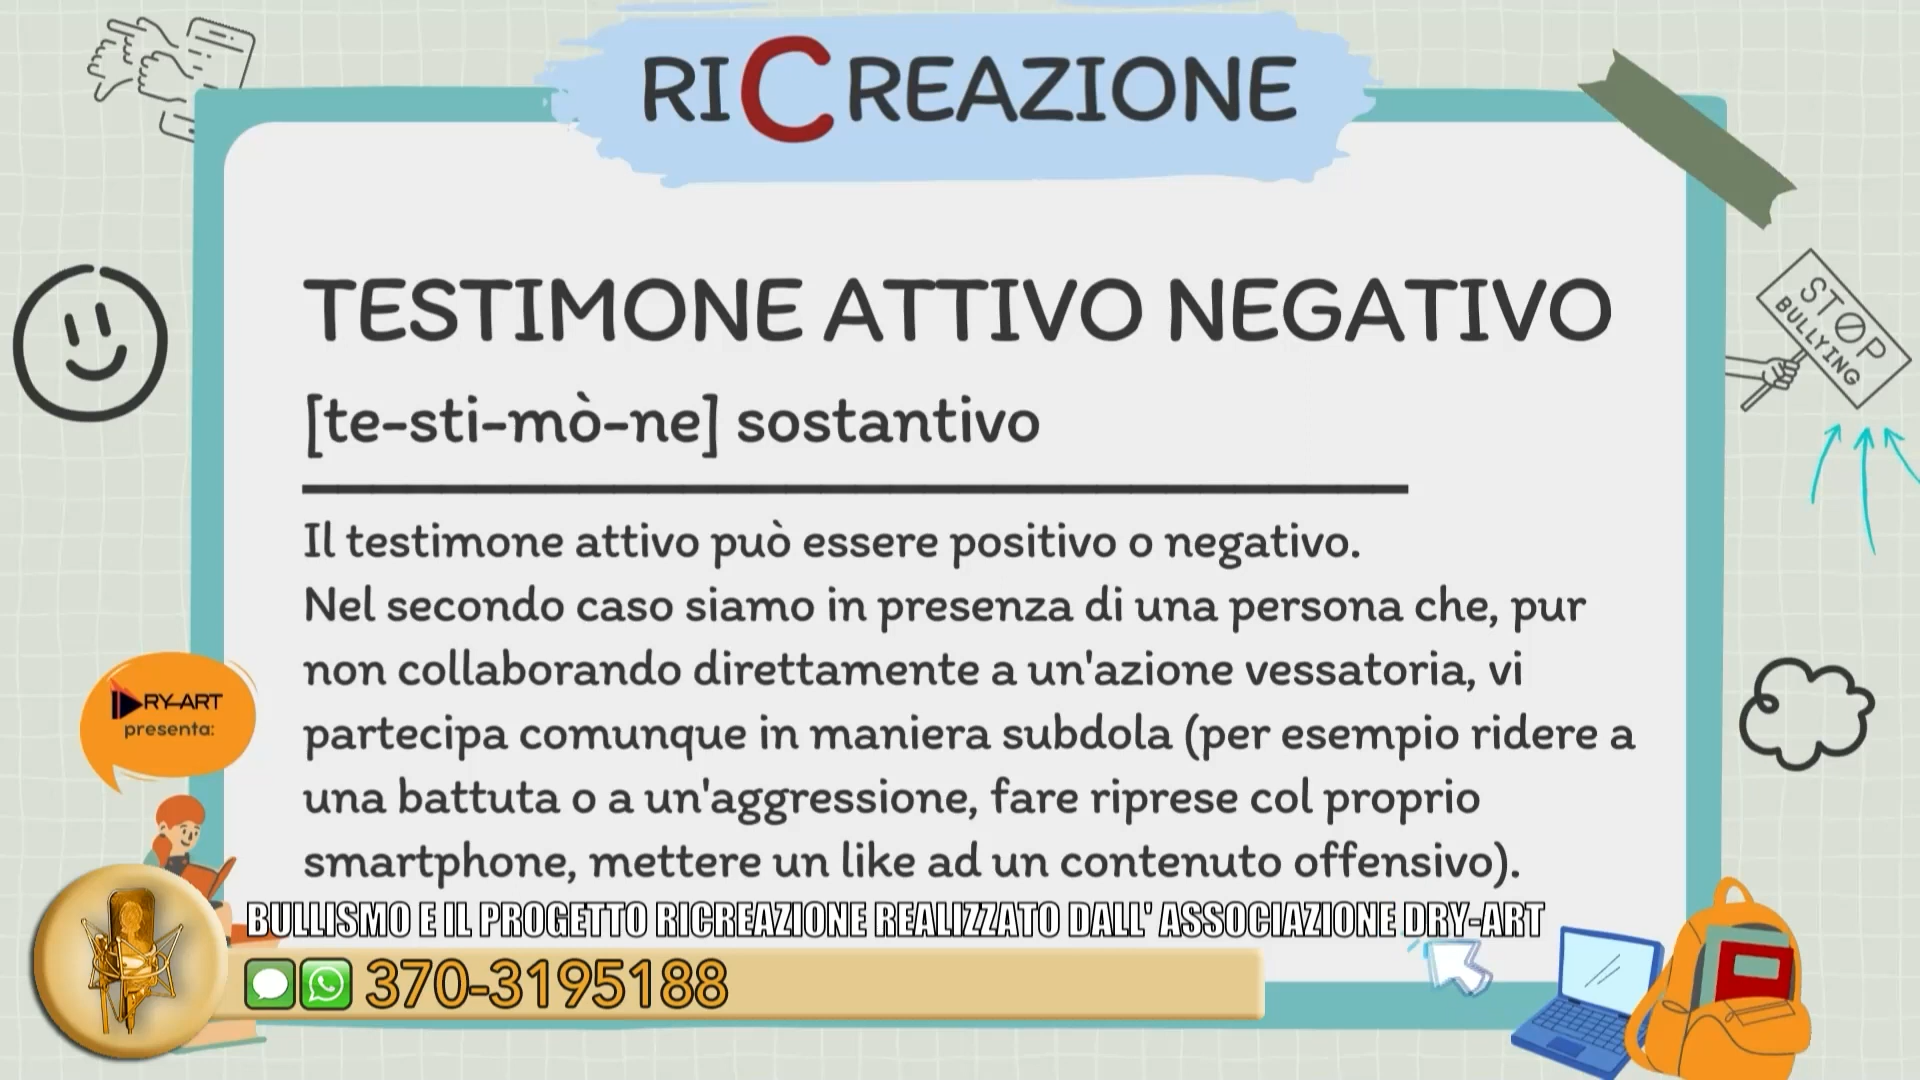 RICREAZIONE
TESTIMONE ATTIVO NEGATIVO
[te-sti-mò-ne] sostantivo
Il testimone attivo può essere positivo o negativo.
Nel secondo caso siamo in presenza di una persona che, pur
non collaborando direttamente a un'azione vessatoria, vi
partecipa comunque in maniera subdola (per esempio ridere a
una battuta o a un'aggressione, fare riprese col proprio
smartphone, mettere un like ad un contenuto offensivo).
STOP
BULLYING
DRY-ART
presenta:
BULLISMO E IL PROGETTO RICREAZIONE REALIZZATO DALL' ASSOCIAZIONE DRY-ART
370-3195188